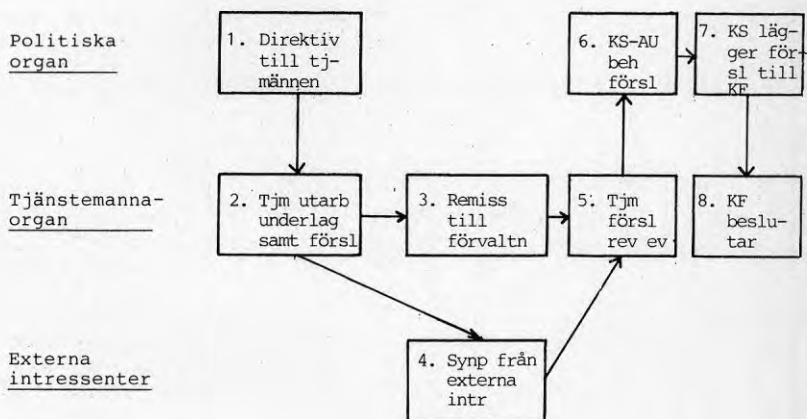 Politiska
organ
1. Direktiv
till tj-
männen
6. KS-AU
beh
försl
7. KS läg-
ger för-
sl till
KF
Tjänstemanna-
organ
2. Tjm utarb
underlag
samt försl
3. Remiss
till
förvaltn
5. Tjm
försl
rev ev
8. KF
beslu-
tar
Externa
intressenter
4. Synp från
externa
intr